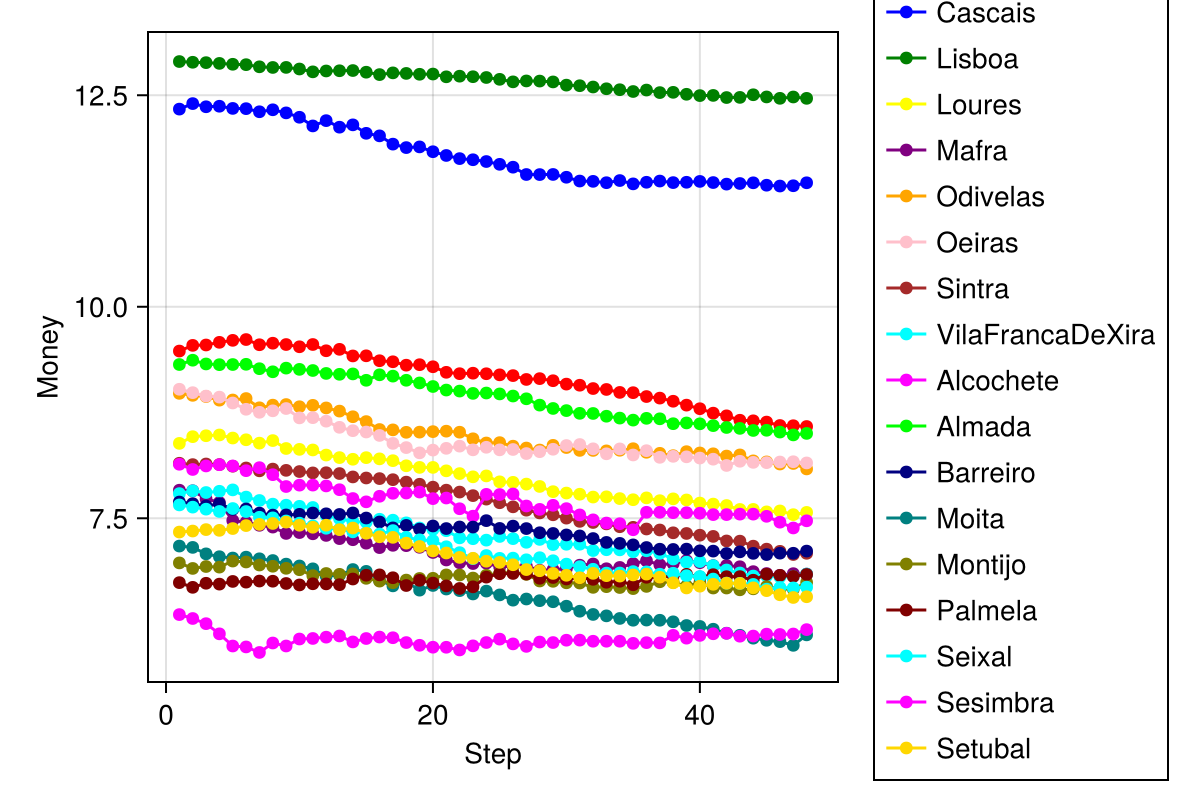 Cascais
Lisboa
Loures
Mafra
Odivelas
Oeiras
Sintra
VilaFrancaDeXira
Alcochete
Almada
Barreiro
Moita
Montijo
Palmela
Seixal
Sesimbra
Setubal
12.5
10.0
7.5
Money
0 20 40
Step